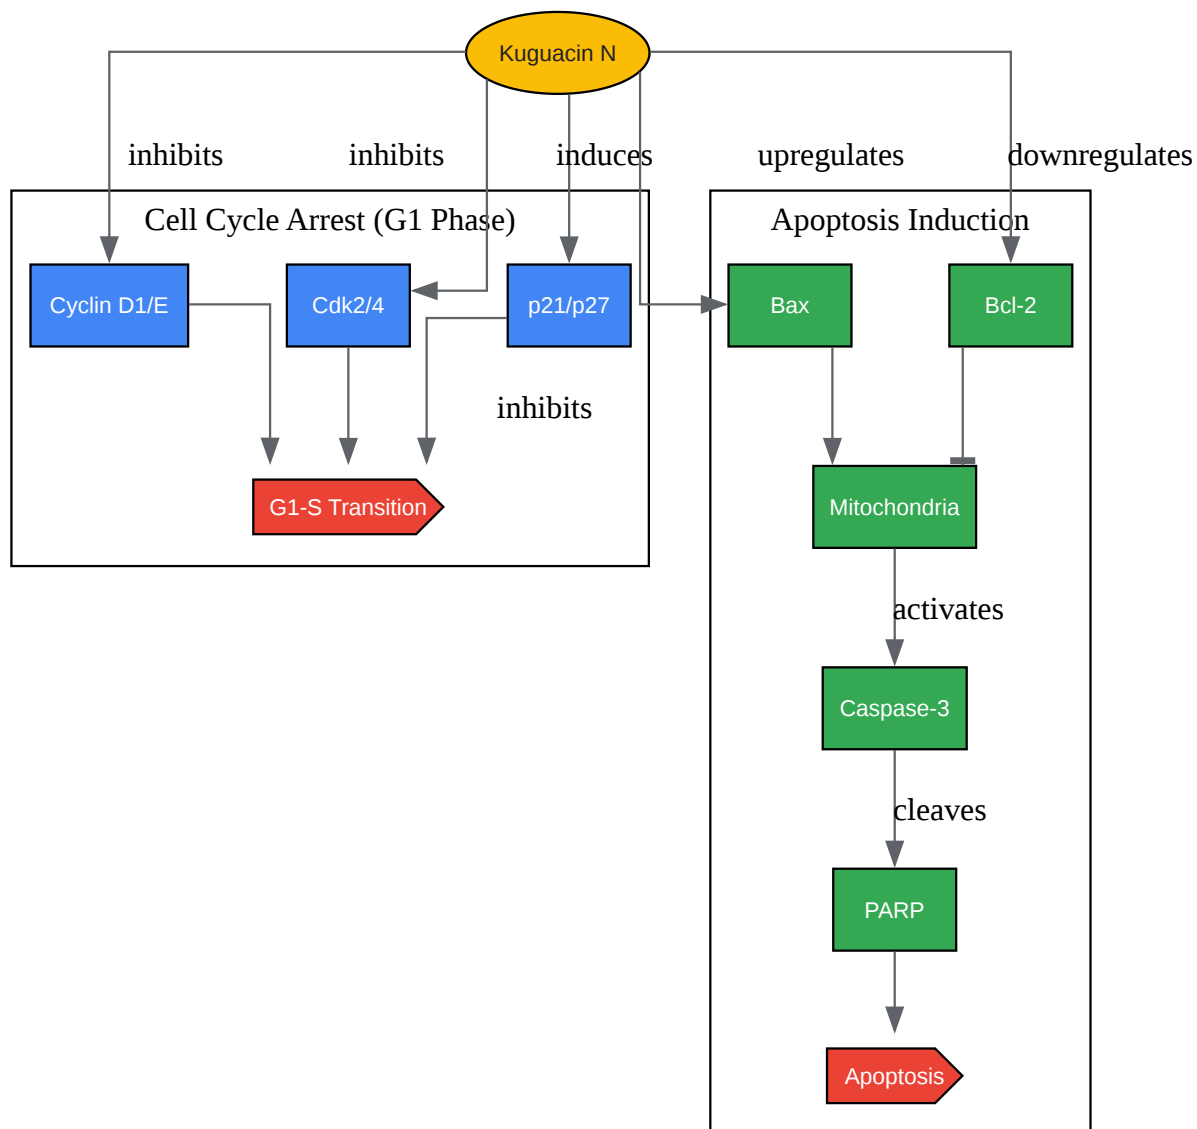 Kuguacin N
inhibits
inhibits
induces
upregulates
downregulates
Cell Cycle Arrest (G1 Phase)
Apoptosis Induction
Cyclin D1/E
Cdk2/4
p21/p27
Bax
Bcl-2
inhibits
G1-S Transition
Mitochondria
activates
Caspase-3
cleaves
PARP
Apoptosis